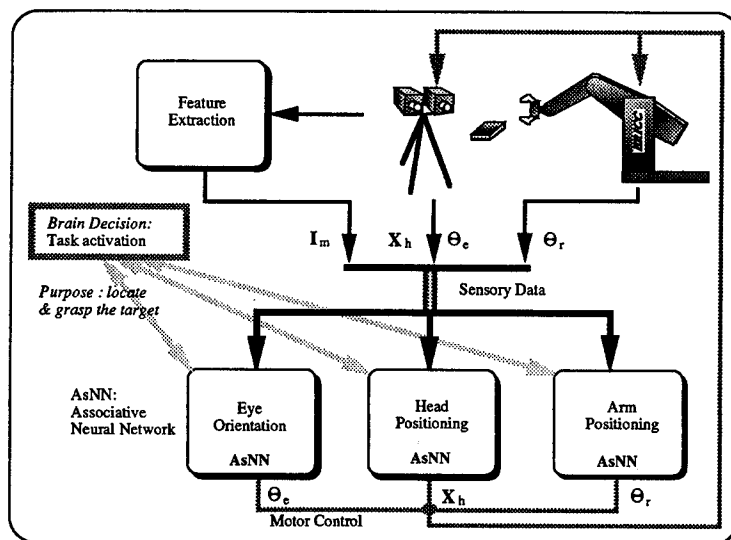 Feature
Extraction
Brain Decision:
Task activation
I m X h Θ e Θ r
Sensory Data
Purpose : locate
& grasp the target
AsNN:
Associative
Neural Network
Eye
Orientation
AsNN
Head
Positioning
AsNN
Arm
Positioning
AsNN
Θ e X h Θ r
Motor Control